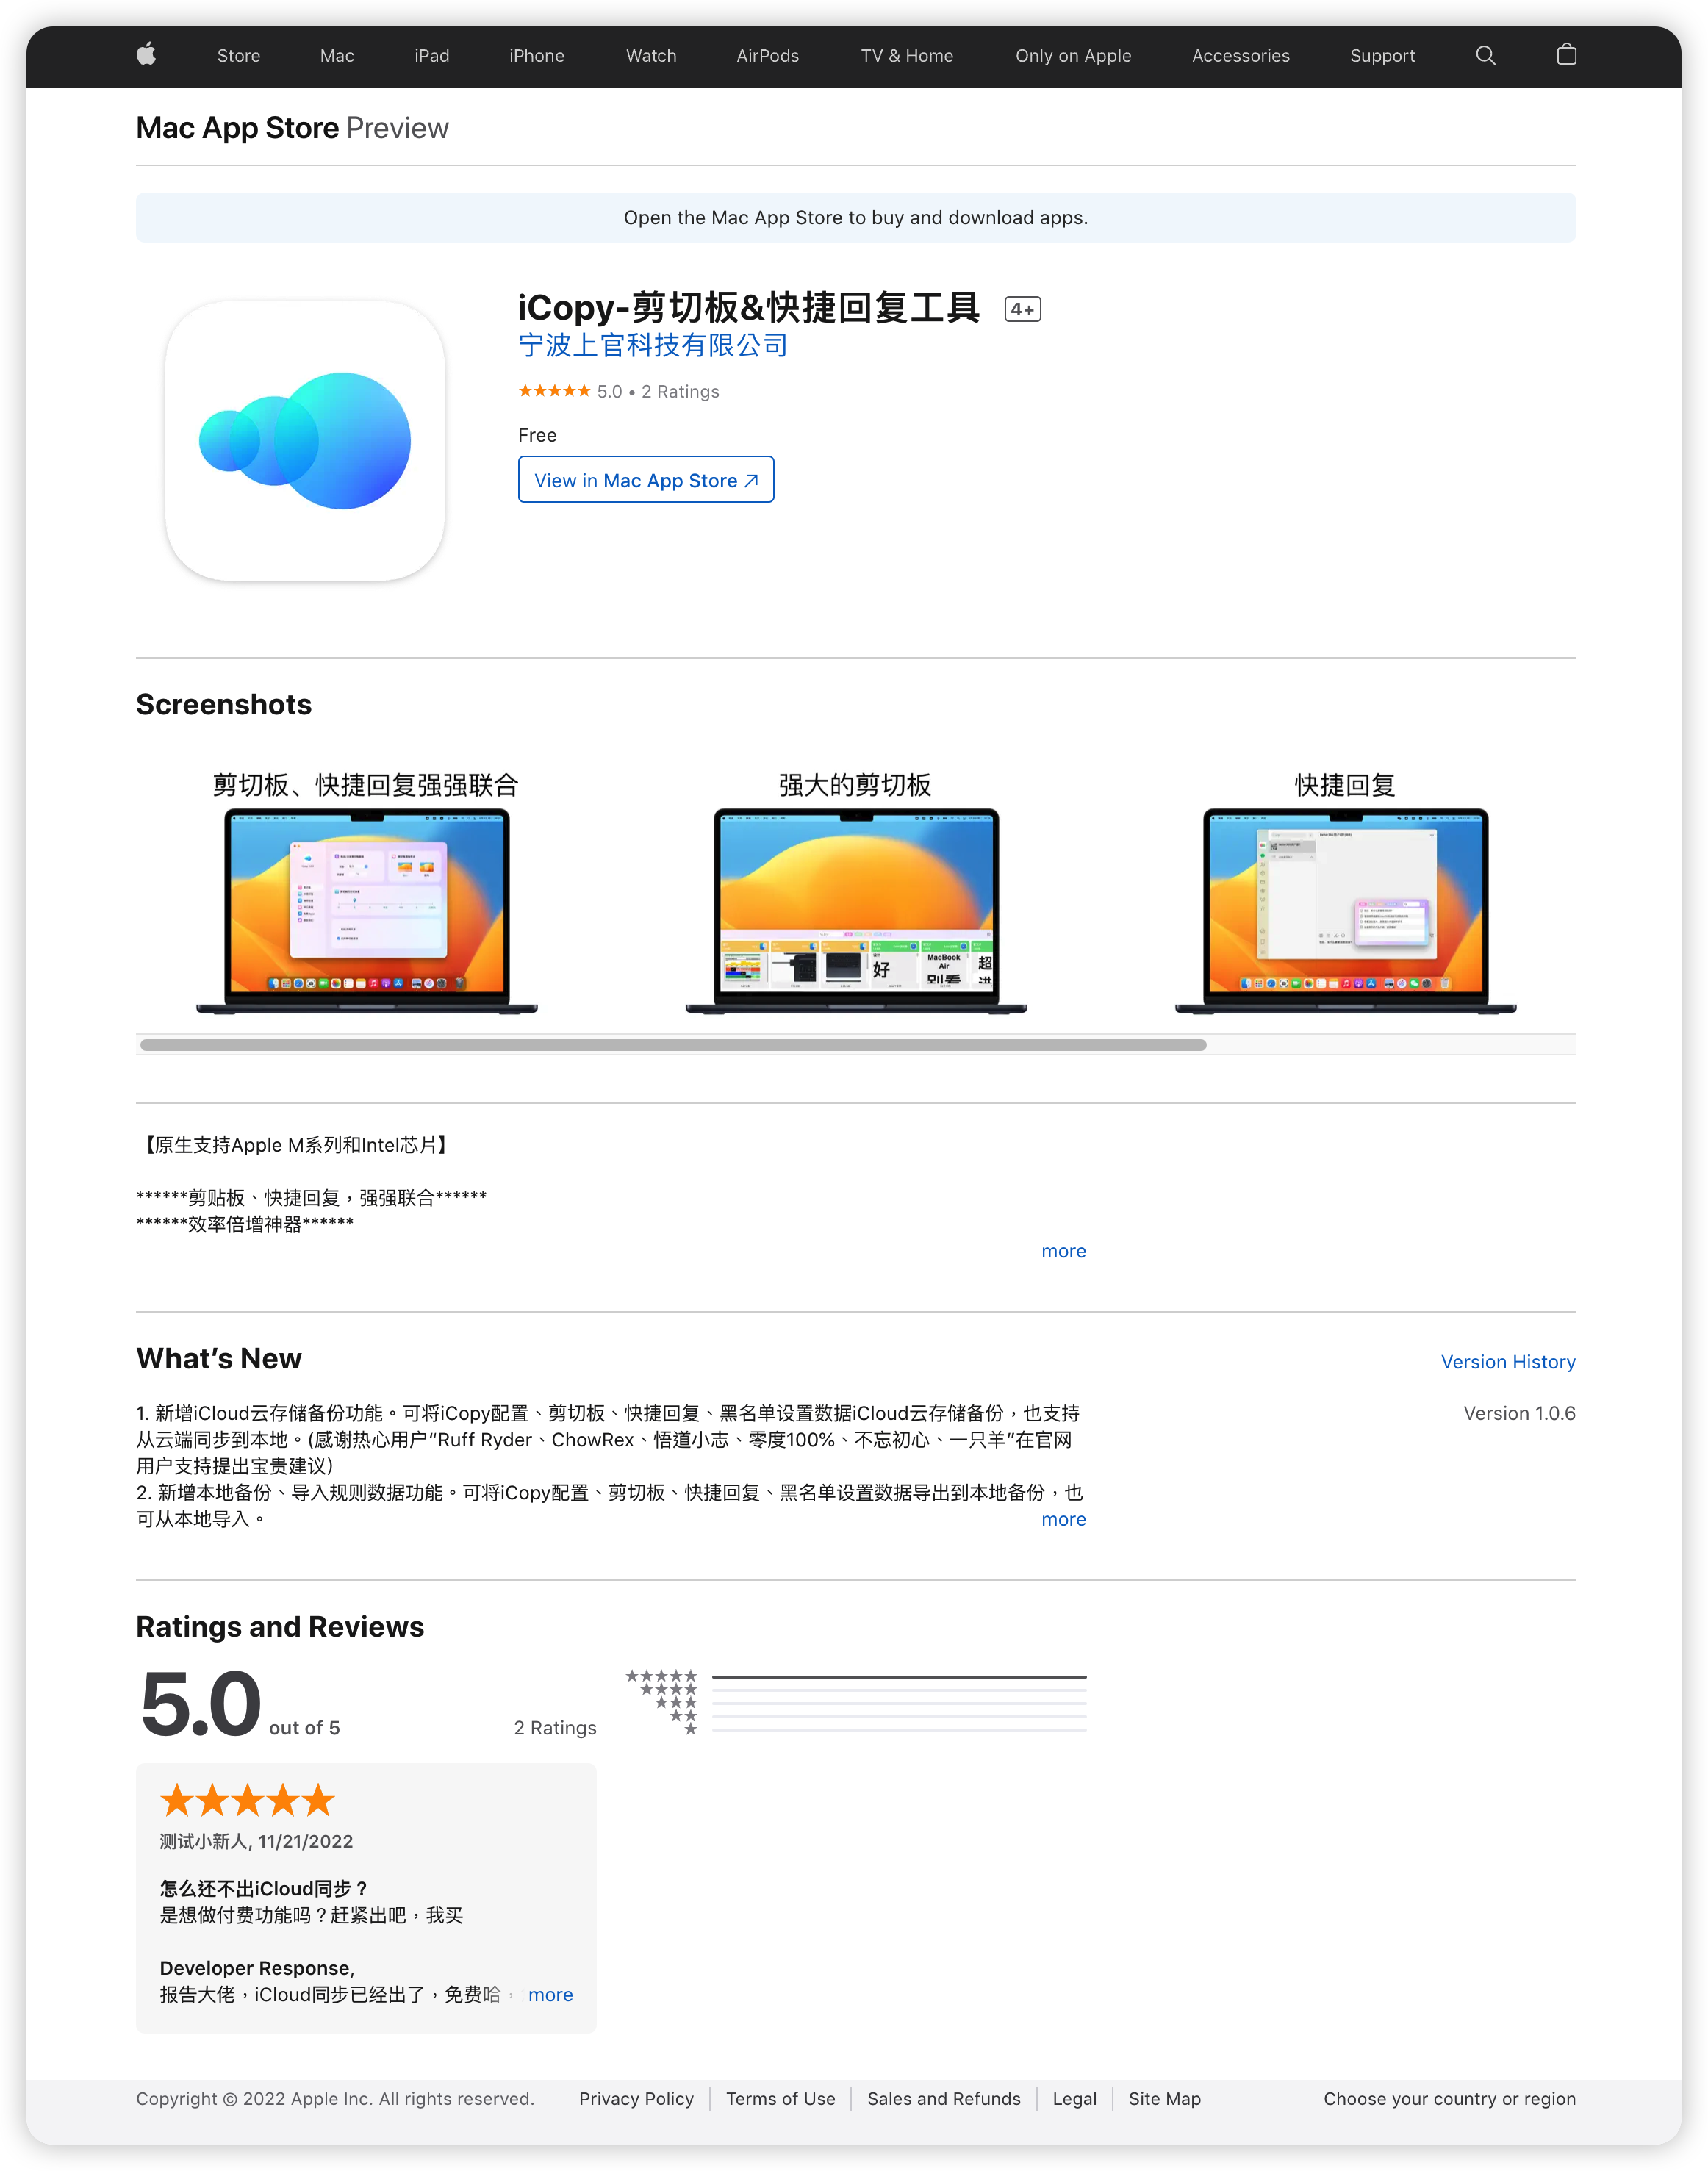 Store Mac iPad iPhone Watch AirPods TV & Home Only on Apple Accessories Support
Mac App Store Preview
Open the Mac App Store to buy and download apps.
iCopy-剪切板&快捷回复工具 4+
宁波上官科技有限公司
★★★★★ 5.0 • 2 Ratings
Free
View in Mac App Store ↗
Screenshots
剪切板、快捷回复强强联合
强大的剪切板
好
MacBook
Air
别看
超
进
快捷回复
【原生支持Apple M系列和Intel芯片】
******剪贴板、快捷回复，强强联合******
******效率倍增神器******
more
What’s New
Version History
1. 新增iCloud云存储备份功能。可将iCopy配置、剪切板、快捷回复、黑名单设置数据iCloud云存储备份，也支持
从云端同步到本地。(感谢热心用户“Ruff Ryder、ChowRex、悟道小志、零度100%、不忘初心、一只羊”在官网
用户支持提出宝贵建议)
2. 新增本地备份、导入规则数据功能。可将iCopy配置、剪切板、快捷回复、黑名单设置数据导出到本地备份，也
可从本地导入。
more
Version 1.0.6
Ratings and Reviews
5.0 out of 5
2 Ratings
测试小新人, 11/21/2022
怎么还不出iCloud同步？
是想做付费功能吗？赶紧出吧，我买
Developer Response,
报告大佬，iCloud同步已经出了，免费哈， more
Copyright © 2022 Apple Inc. All rights reserved. Privacy Policy Terms of Use Sales and Refunds Legal Site Map Choose your country or region